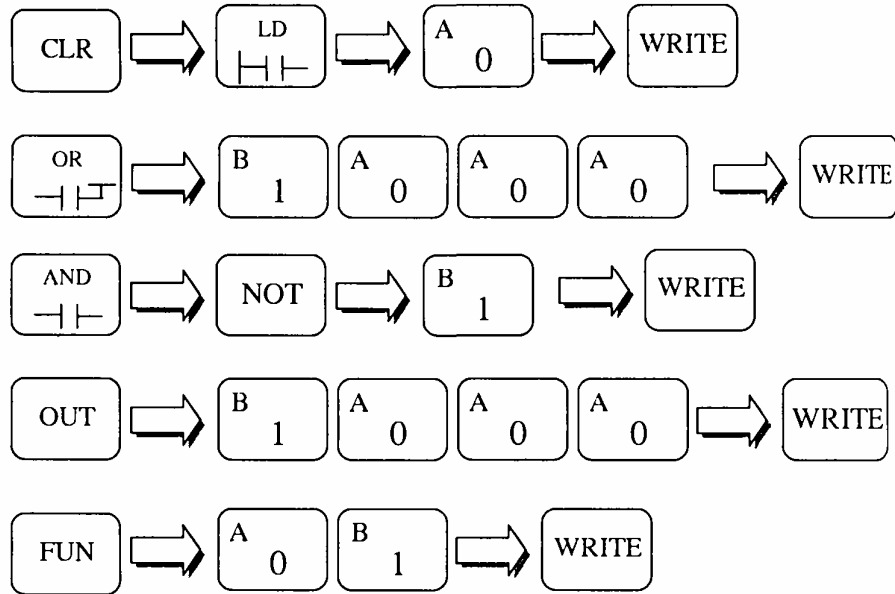 CLR LD A 0 WRITE
OR B 1 A 0 A 0 A 0 WRITE
AND NOT B 1 WRITE
OUT B 1 A 0 A 0 A 0 WRITE
FUN A 0 B 1 WRITE